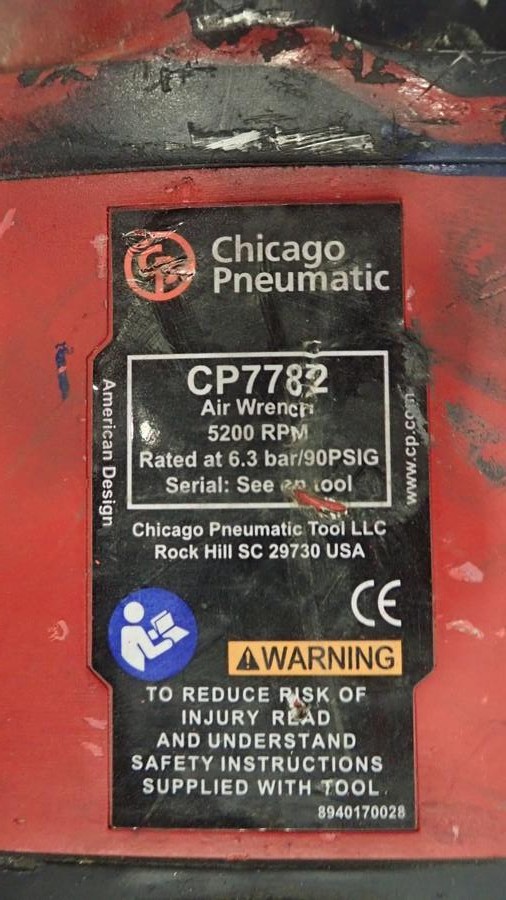 CP
Chicago
Pneumatic
CP7782
Air Wrench
5200 RPM
Rated at 6.3 bar/90PSIG
Serial: See on tool
American Design
www.cp.com
Chicago Pneumatic Tool LLC
Rock Hill SC 29730 USA
CE
WARNING
TO REDUCE RISK OF
INJURY READ
AND UNDERSTAND
SAFETY INSTRUCTIONS
SUPPLIED WITH TOOL
8940170028